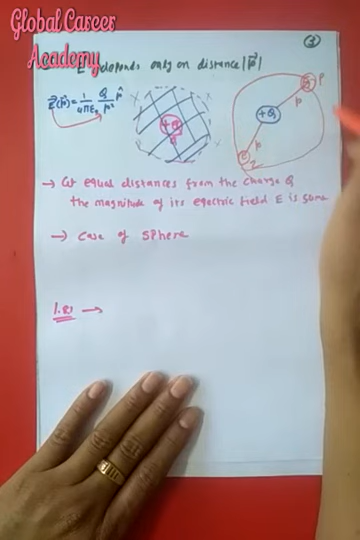 Global Career
Academy
E depends only on distance |r⃗|
E⃗(r⃗) = 1/4πε₀ Q/r² r̂
+Q
+Q
P
r
r
→ At equal distances from the charge Q
the magnitude of its electric field E is same
→ case of sphere